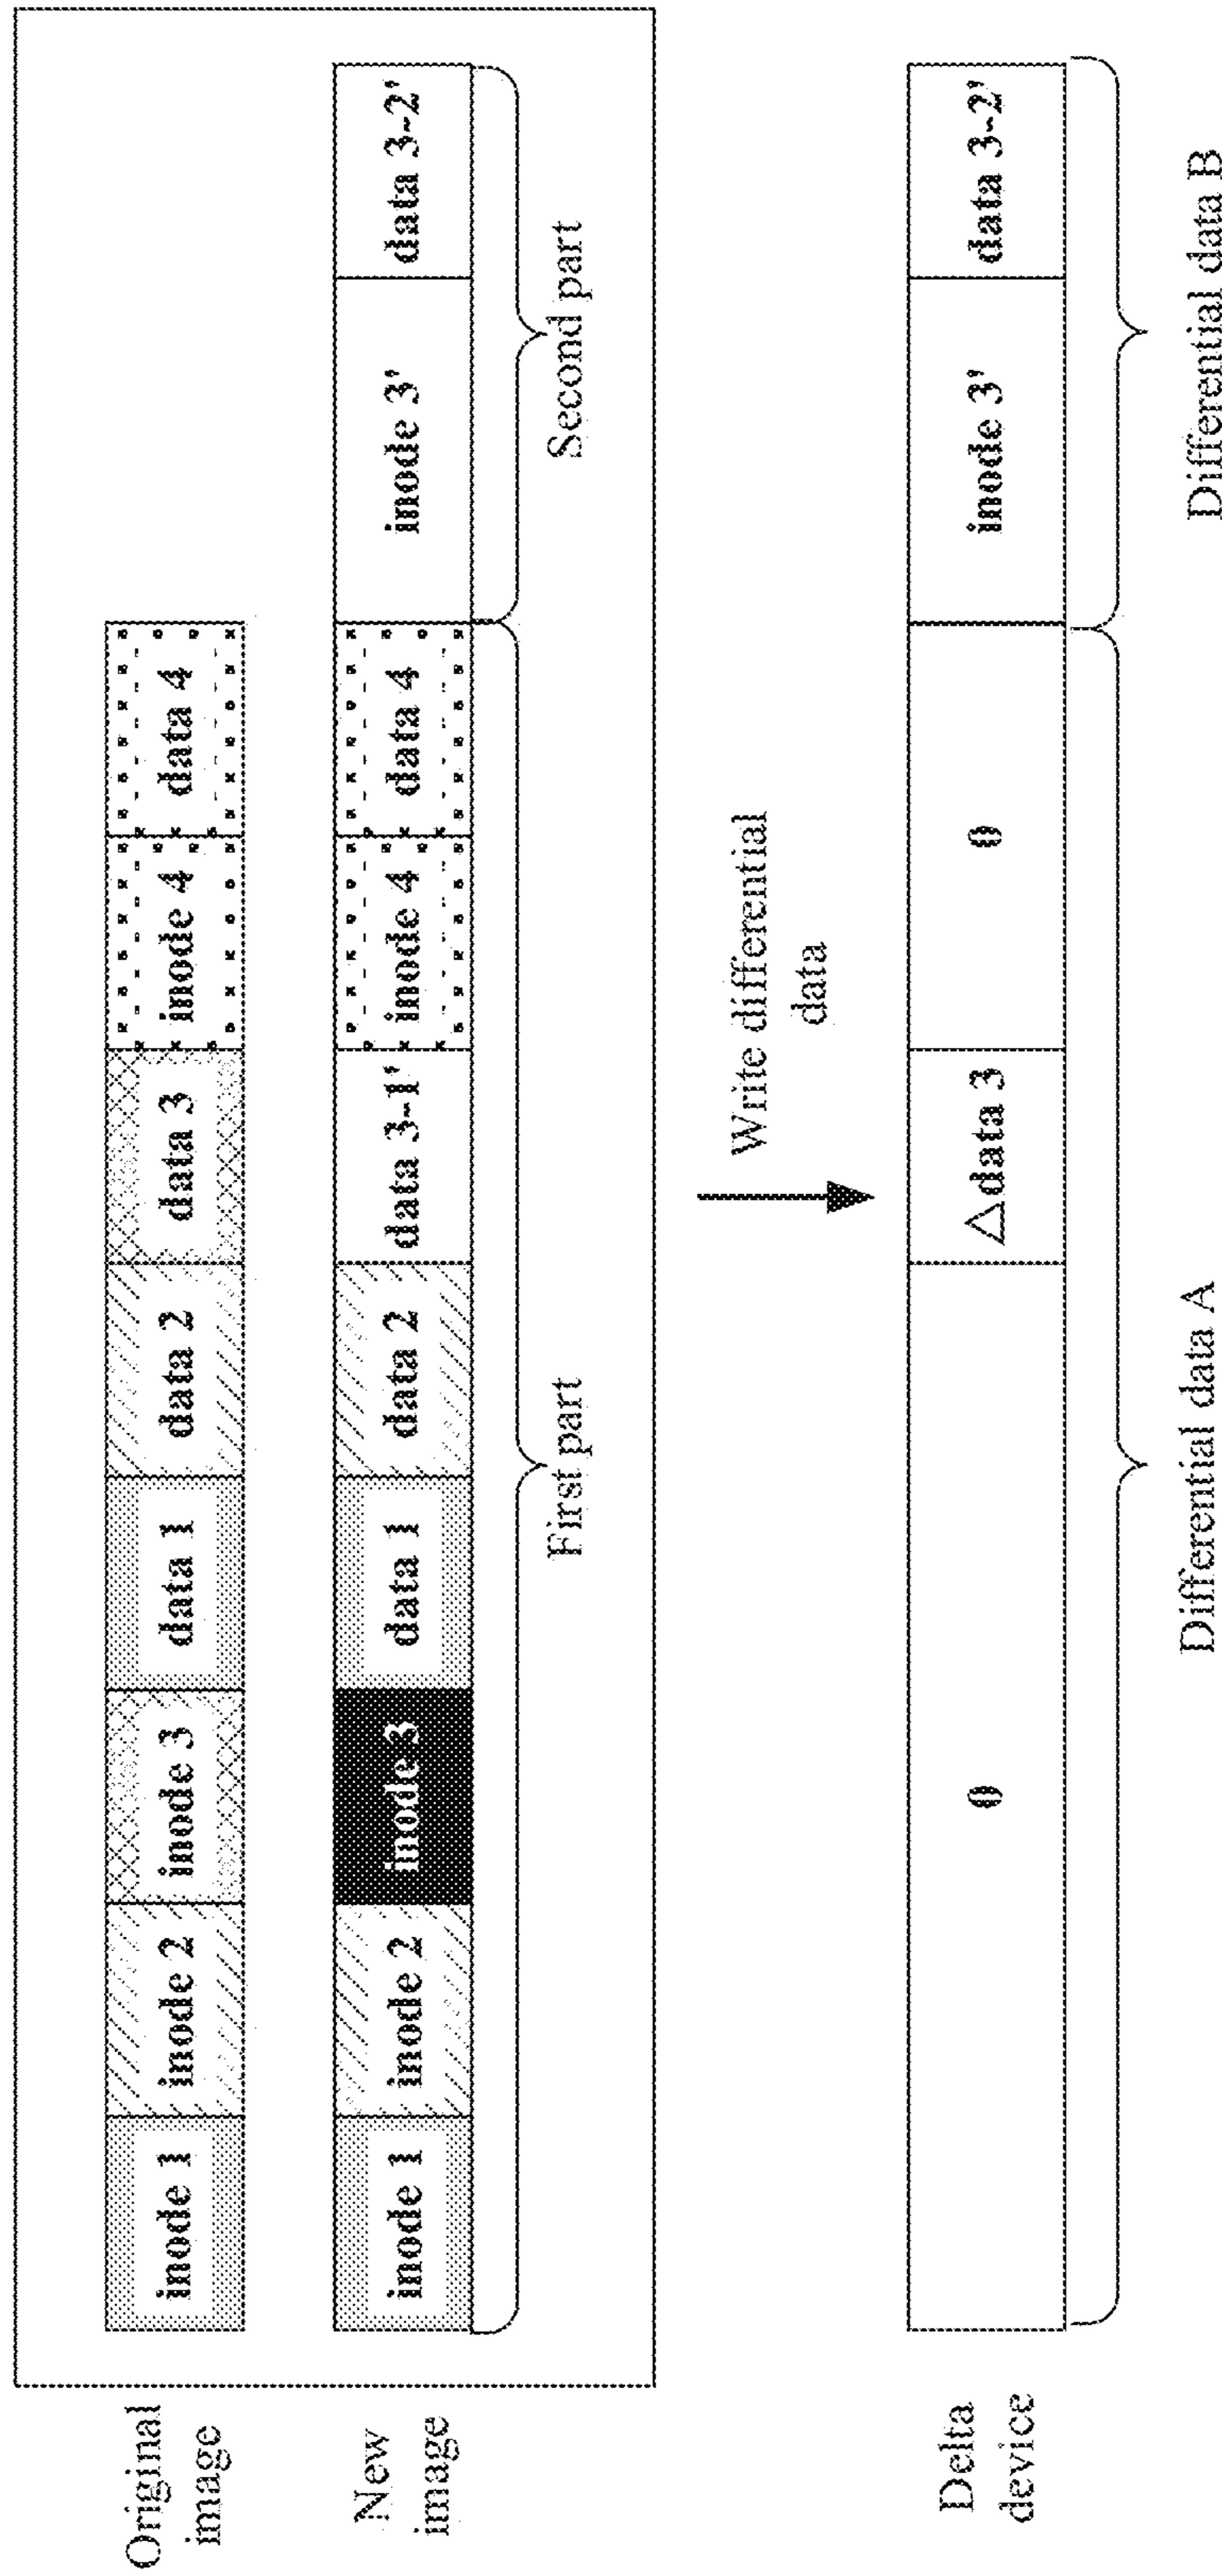 Original
image
inode 1
inode 2
inode 3
data 1
data 2
data 3
inode 4
data 4
New
image
inode 1
inode 2
inode 3
data 1
data 2
data 3-1'
inode 4
data 4
inode 3'
data 3-2'
First part
Second part
Write differential
data
Delta
device
0
△data 3
0
inode 3'
data 3-2'
Differential data A
Differential data B